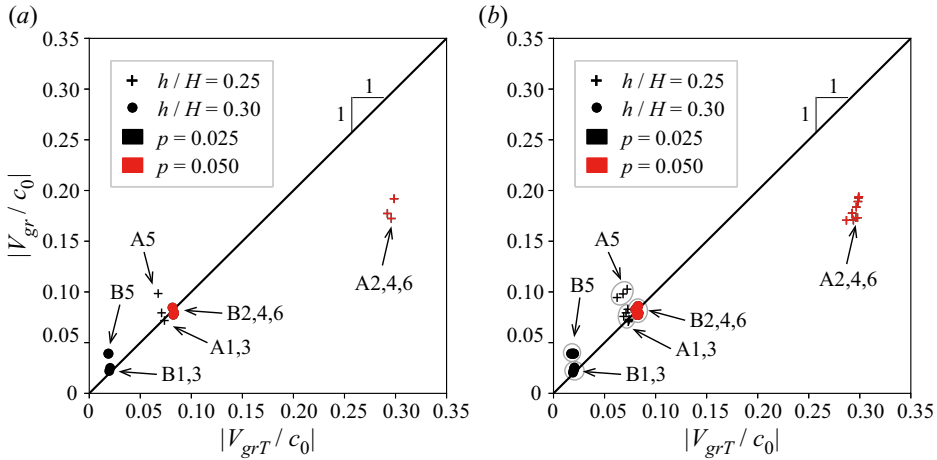 (a)
0.35
0.30
0.25
0.20
0.15
0.10
0.05
0
|V_gr / c_0|
h / H = 0.25
h / H = 0.30
p = 0.025
p = 0.050
1
1
A5
B5
A2,4,6
B2,4,6
A1,3
B1,3
0 0.05 0.10 0.15 0.20 0.25 0.30 0.35
|V_grT / c_0|
(b)
0.35
0.30
0.25
0.20
0.15
0.10
0.05
0
h / H = 0.25
h / H = 0.30
p = 0.025
p = 0.050
1
1
A5
B5
A2,4,6
B2,4,6
A1,3
B1,3
0 0.05 0.10 0.15 0.20 0.25 0.30 0.35
|V_grT / c_0|